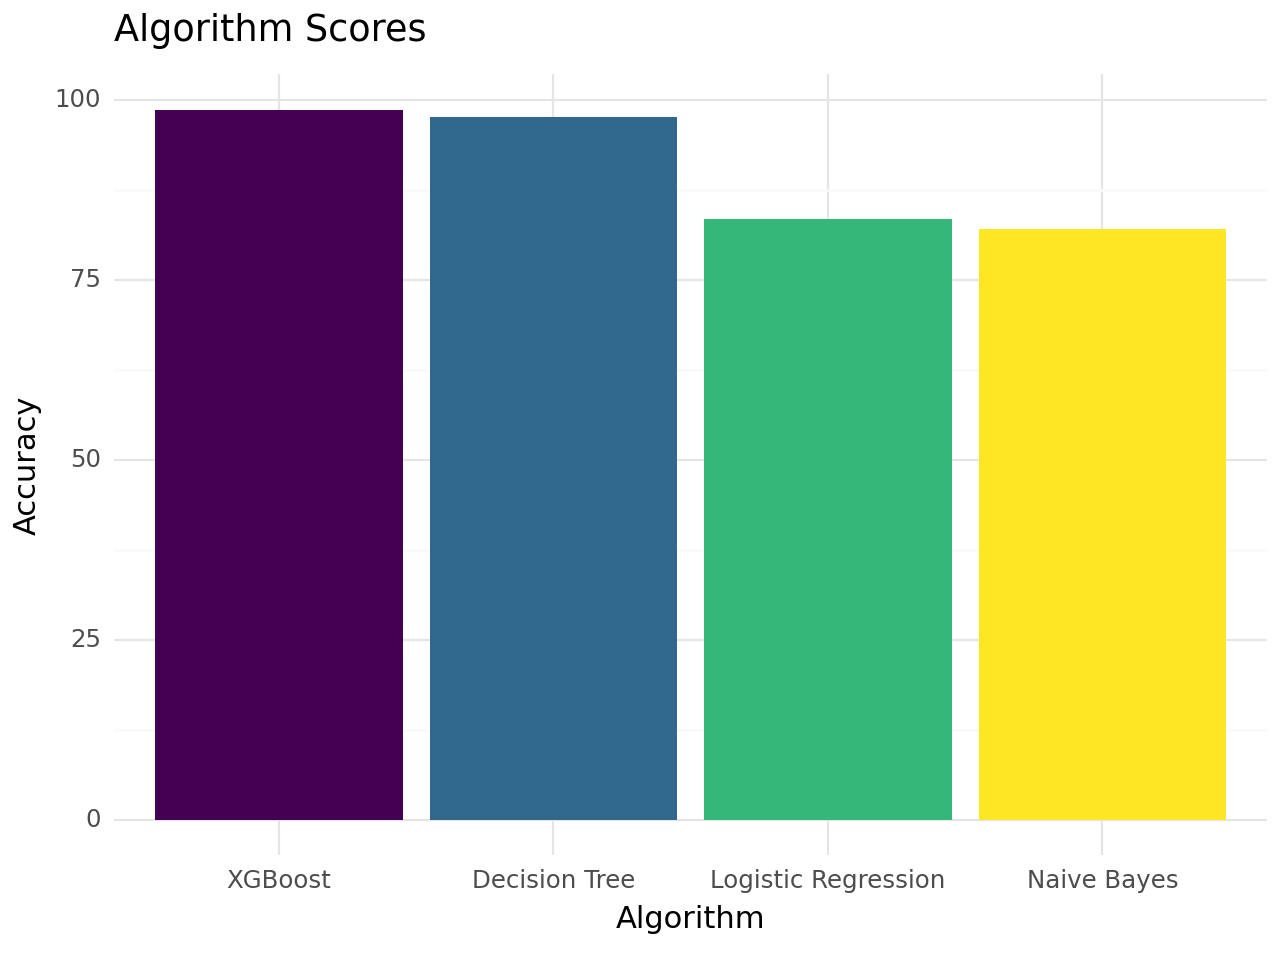 Algorithm Scores
100
75
50
25
0
Accuracy
XGBoost
Decision Tree
Logistic Regression
Naive Bayes
Algorithm